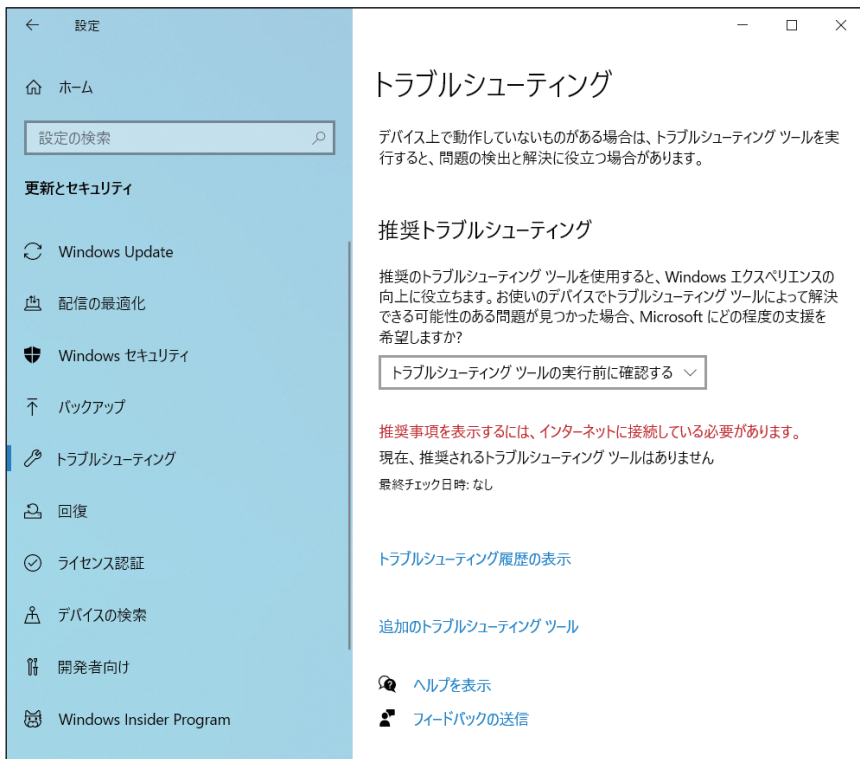 設定
ホーム
設定の検索
更新とセキュリティ
Windows Update
配信の最適化
Windows セキュリティ
バックアップ
トラブルシューティング
回復
ライセンス認証
デバイスの検索
開発者向け
Windows Insider Program
トラブルシューティング
デバイス上で動作していないものがある場合は、トラブルシューティング ツールを実
行すると、問題の検出と解決に役立つ場合があります。
推奨トラブルシューティング
推奨のトラブルシューティング ツールを使用すると、Windows エクスペリエンスの
向上に役立ちます。お使いのデバイスでトラブルシューティング ツールによって解決
できる可能性のある問題が見つかった場合、Microsoft にどの程度の支援を
希望しますか?
トラブルシューティング ツールの実行前に確認する
推奨事項を表示するには、インターネットに接続している必要があります。
現在、推奨されるトラブルシューティング ツールはありません
最終チェック日時: なし
トラブルシューティング履歴の表示
追加のトラブルシューティング ツール
ヘルプを表示
フィードバックの送信